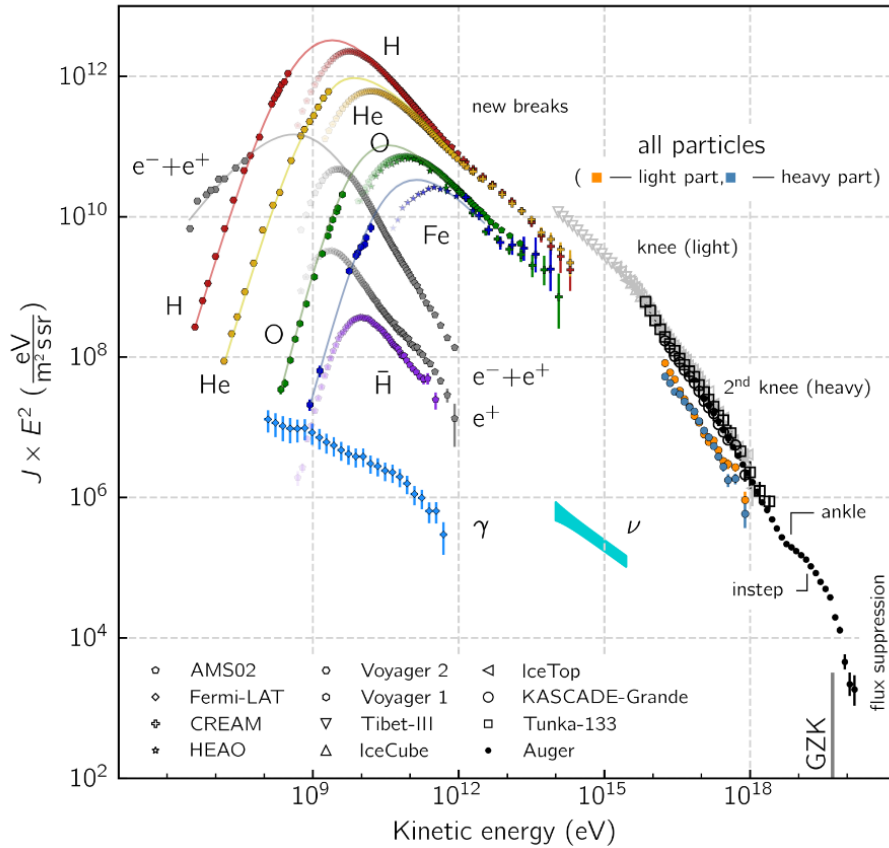 10¹²
10¹⁰
10⁸
10⁶
10⁴
10²
J × E² (eV / m² s sr)
H
He
O
Fe
e⁻+e⁺
H
He
O
H̄
e⁻+e⁺
e⁺
γ
ν
new breaks
all particles
( — light part, — heavy part)
knee (light)
2ⁿᵈ knee (heavy)
ankle
instep
flux suppression
GZK
AMS02
Fermi-LAT
CREAM
HEAO
Voyager 2
Voyager 1
Tibet-III
IceCube
IceTop
KASCADE-Grande
Tunka-133
Auger
10⁹
10¹²
10¹⁵
10¹⁸
Kinetic energy (eV)